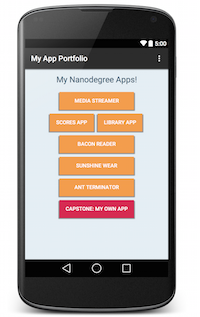 5:00
My App Portfolio
My Nanodegree Apps!
MEDIA STREAMER
SCORES APP LIBRARY APP
BACON READER
SUNSHINE WEAR
ANT TERMINATOR
CAPSTONE: MY OWN APP